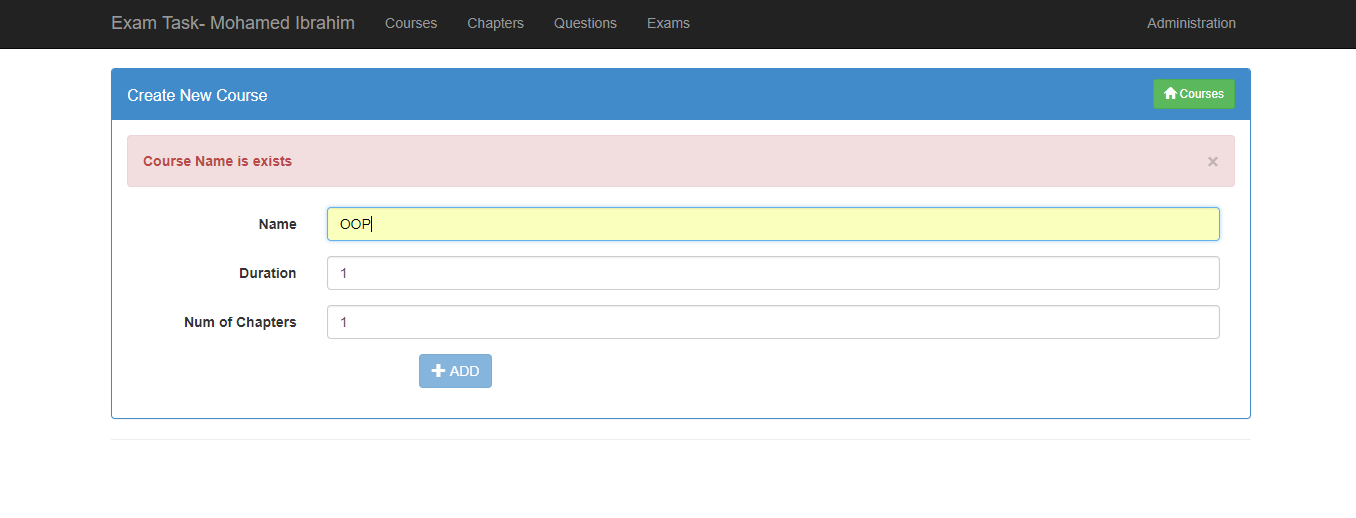 Exam Task- Mohamed Ibrahim Courses Chapters Questions Exams Administration
Create New Course Courses
Course Name is exists ×
Name OOP
Duration 1
Num of Chapters 1
ADD